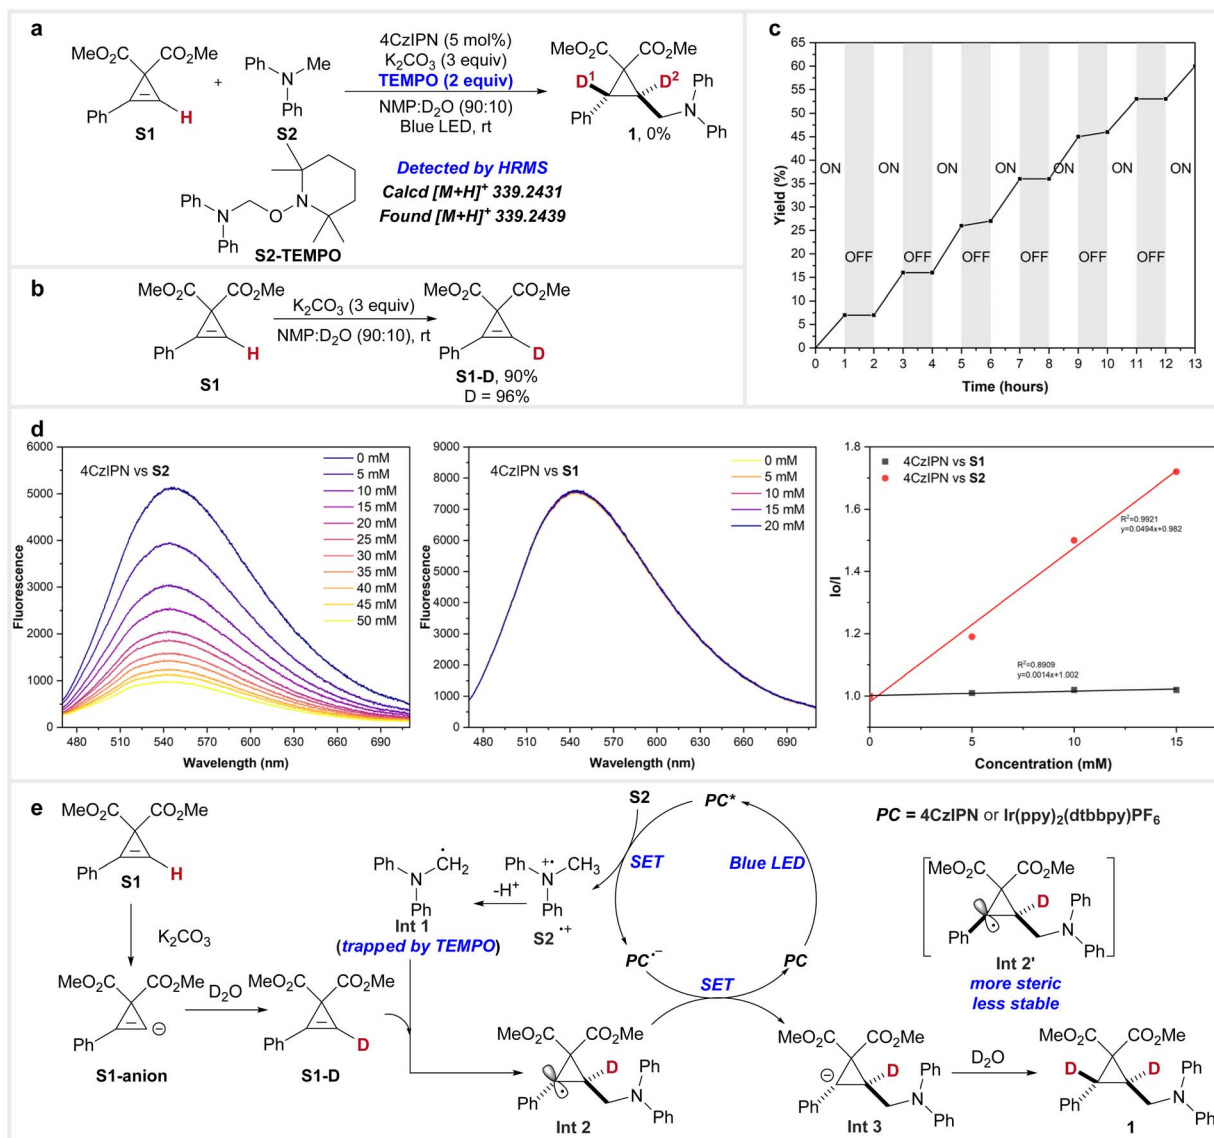 a
MeO₂C CO₂Me
Ph
H
S1
+
Ph Me
N
Ph
S2
4CzIPN (5 mol%)
K₂CO₃ (3 equiv)
TEMPO (2 equiv)
NMP:D₂O (90:10)
Blue LED, rt
MeO₂C CO₂Me
D¹ D²
Ph
Ph
N
Ph
1, 0%
Ph
N O N
Ph
S2-TEMPO
Detected by HRMS
Calcd [M+H]⁺ 339.2431
Found [M+H]⁺ 339.2439
b
MeO₂C CO₂Me
Ph
H
S1
K₂CO₃ (3 equiv)
NMP:D₂O (90:10), rt
MeO₂C CO₂Me
Ph
D
S1-D, 90%
D = 96%
c
Yield (%)
65
60
55
50
45
40
35
30
25
20
15
10
5
0
ON ON ON ON ON ON ON
OFF OFF OFF OFF OFF OFF
0 1 2 3 4 5 6 7 8 9 10 11 12 13
Time (hours)
d
4CzIPN vs S2
Fluorescence
6000
5000
4000
3000
2000
1000
0
0 mM
5 mM
10 mM
15 mM
20 mM
25 mM
30 mM
35 mM
40 mM
45 mM
50 mM
480 510 540 570 600 630 660 690
Wavelength (nm)
4CzIPN vs S1
Fluorescence
9000
8000
7000
6000
5000
4000
3000
2000
1000
0
0 mM
5 mM
10 mM
15 mM
20 mM
480 510 540 570 600 630 660 690
Wavelength (nm)
Io/I
1.8
1.6
1.4
1.2
1.0
4CzIPN vs S1
4CzIPN vs S2
R²=0.9921
y=0.0494x+0.982
R²=0.8909
y=0.0014x+1.002
0 5 10 15
Concentration (mM)
e
MeO₂C CO₂Me
Ph
H
S1
K₂CO₃
MeO₂C CO₂Me
Ph
⊖
S1-anion
D₂O
MeO₂C CO₂Me
Ph
D
S1-D
Ph ĊH₂
N
Ph
Int 1
(trapped by TEMPO)
-H⁺
Ph +• CH₃
N
Ph
S2 •+
S2
PC*
SET
Blue LED
PC•−
PC
SET
MeO₂C CO₂Me
D
Ph
Ph
N
Ph
Int 2
MeO₂C CO₂Me
⊖
D
Ph
Ph
N
Ph
Int 3
D₂O
MeO₂C CO₂Me
D D
Ph
Ph
N
Ph
1
PC = 4CzIPN or Ir(ppy)₂(dtbbpy)PF₆
MeO₂C CO₂Me
D
Ph
Ph
N
Ph
Int 2'
more steric
less stable